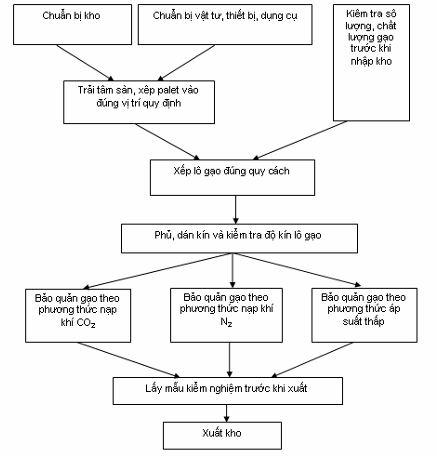 Chuẩn bị kho
Chuẩn bị vật tư, thiết bị, dụng cụ
Kiểm tra số
lượng, chất
lượng gạo
trước khi
nhập kho
Trải tâm sàn, xếp palet vào
đúng vị trí quy định
Xếp lô gạo đúng quy cách
Phủ, dán kín và kiểm tra độ kín lô gạo
Bảo quản gạo theo
phương thức nạp
khí CO2
Bảo quản gạo theo
phương thức nạp khí
N2
Bảo quản gạo theo
phương thức áp
suất thấp
Lấy mẫu kiểm nghiệm trước khi xuất
Xuất kho